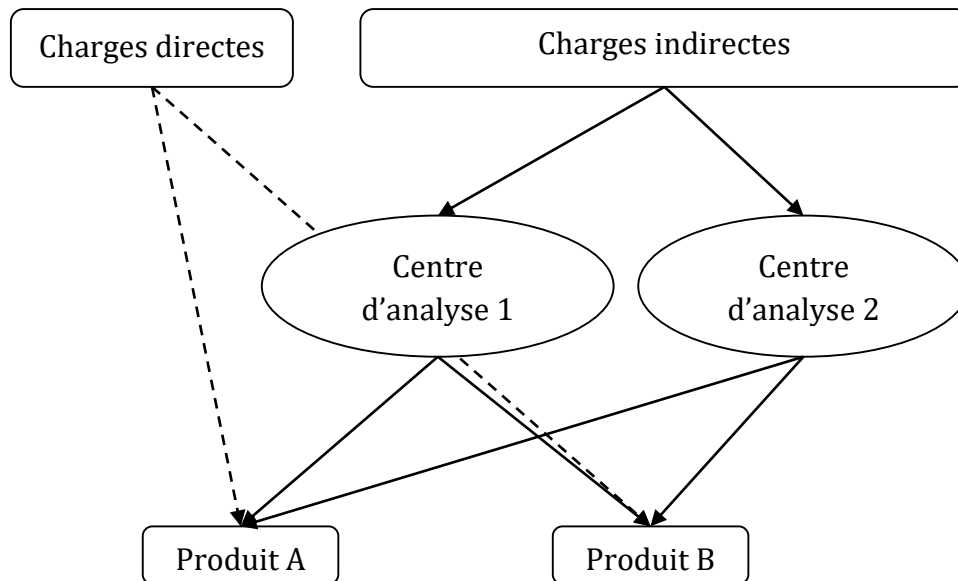 Charges directes
Charges indirectes
Centre
d’analyse 1
Centre
d’analyse 2
Produit A
Produit B